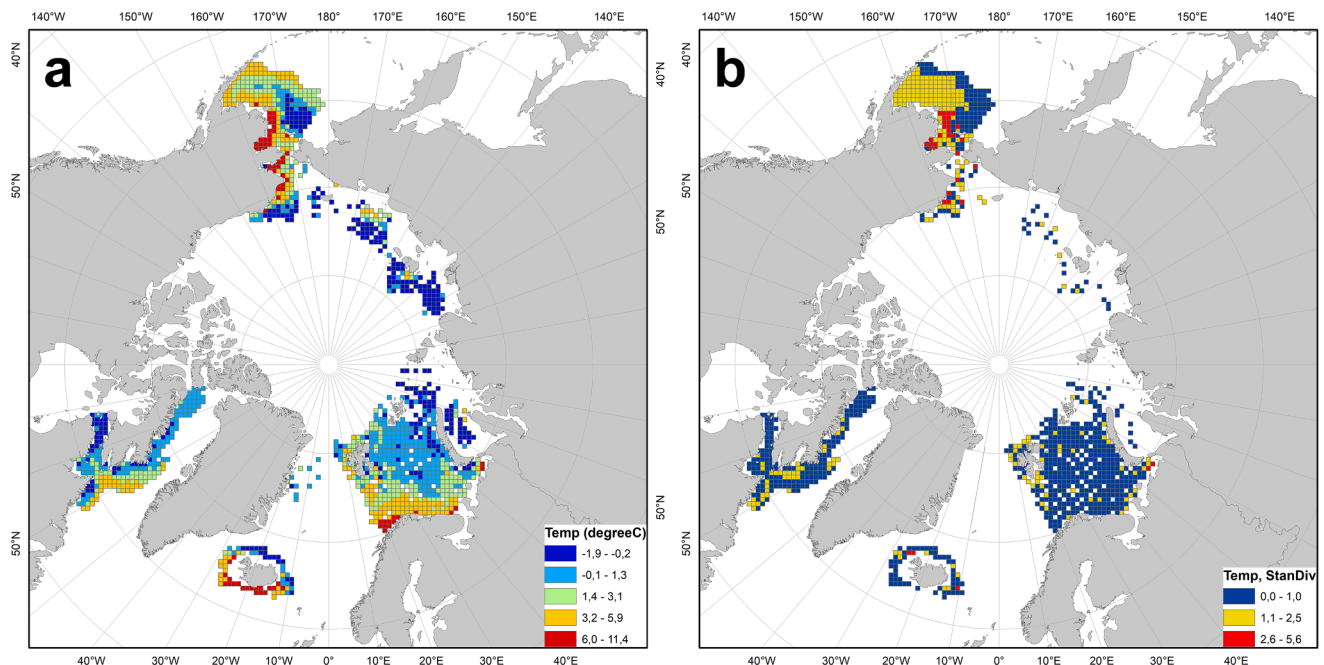 140°W 150°W 160°W 170°W 180° 170°E 160°E 150°E 140°E
140°W 150°W 160°W 170°W 180° 170°E 160°E 150°E 140°E
a
b
40°N
40°N
40°N
40°N
50°N
50°N
50°N
50°N
50°N
50°N
50°N
50°N
Temp (degreeC)
-1,9 - -0,2
-0,1 - 1,3
1,4 - 3,1
3,2 - 5,9
6,0 - 11,4
Temp, StanDiv
0,0 - 1,0
1,1 - 2,5
2,6 - 5,6
40°W 30°W 20°W 10°W 0° 10°E 20°E 30°E 40°E
40°W 30°W 20°W 10°W 0° 10°E 20°E 30°E 40°E